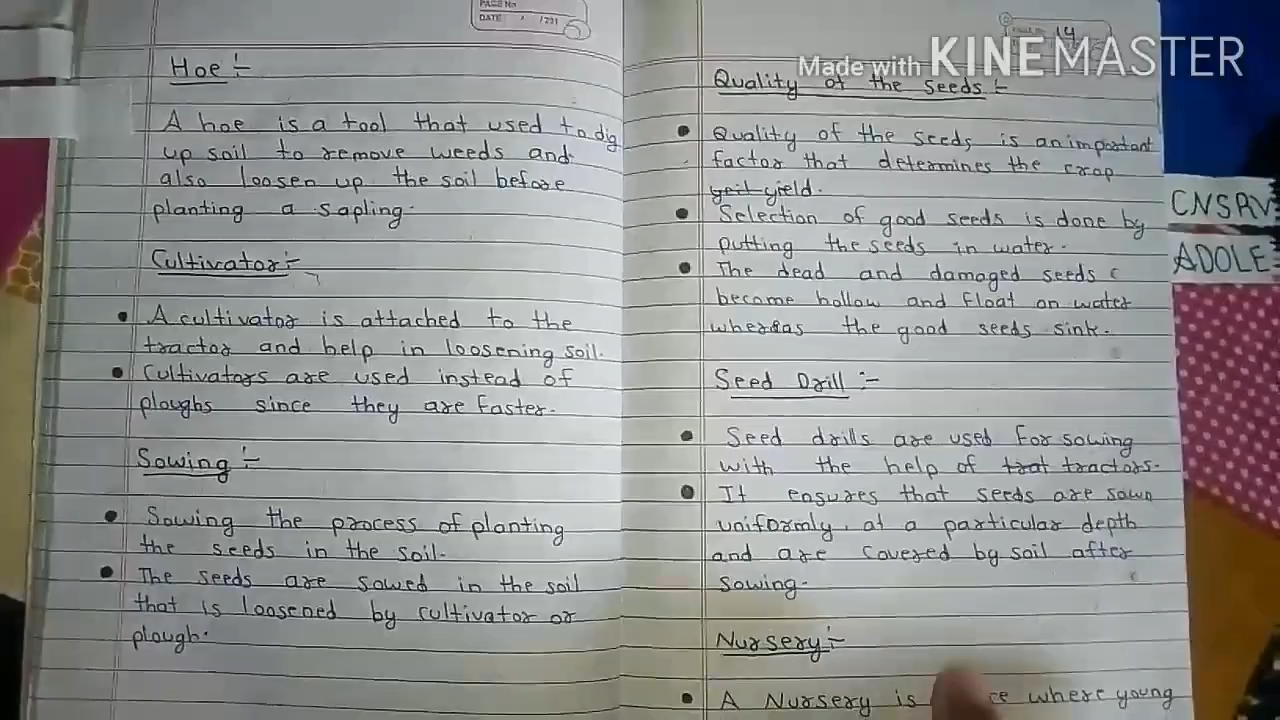 PAGE No
DATE / /231
Hoe :-
A hoe is a tool that used to dig
up soil to remove weeds and
also loosen up the soil before
planting a sapling.
Cultivator :-
• A cultivator is attached to the
tractor and help in loosening soil.
• Cultivators are used instead of
ploughs since they are faster.
Sowing :-
• Sowing the process of planting
the seeds in the soil.
• The seeds are sowed in the soil
that is loosened by cultivator or
plough.
14
Made with KINEMASTER
Quality of the seeds :-
• Quality of the seeds is an important
factor that determines the crop
yeil yield.
• Selection of good seeds is done by
putting the seeds in water.
• The dead and damaged seeds
become hollow and float on water
whereas the good seeds sink.
Seed Drill :-
• Seed drills are used for sowing
with the help of trat tractors.
• It ensures that seeds are sown
uniformly, at a particular depth
and are covered by soil after
sowing.
Nursery :-
• A Nursery is ce where young
CNSRV
ADOLE